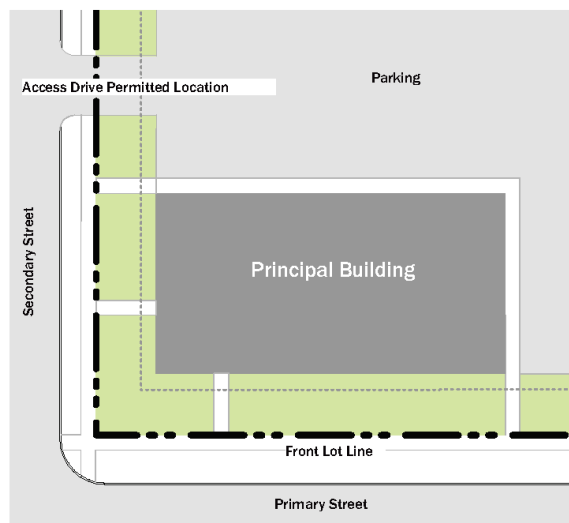 Parking
Access Drive Permitted Location
Secondary Street
Principal Building
Front Lot Line
Primary Street